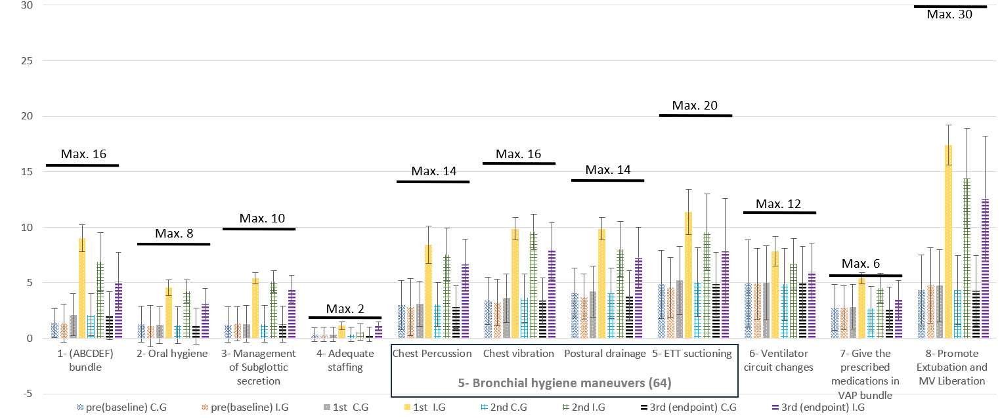 30
25
20
15
10
5
0
-5
Max. 16
Max. 8
Max. 10
Max. 2
Max. 14
Max. 16
Max. 14
Max. 20
Max. 12
Max. 6
Max. 30
1- (ABCDEF)
bundle
2- Oral hygiene
3- Management
of Subglottic
secretion
4- Adequate
staffing
Chest Percussion
Chest vibration
Postural drainage
5- ETT suctioning
5- Bronchial hygiene maneuvers (64)
6- Ventilator
circuit changes
7- Give the
prescribed
medications in
VAP bundle
8- Promote
Extubation and
MV Liberation
pre(baseline) C.G
pre(baseline) I.G
1st C.G
1st I.G
2nd C.G
2nd I.G
3rd (endpoint) C.G
3rd (endpoint) I.G